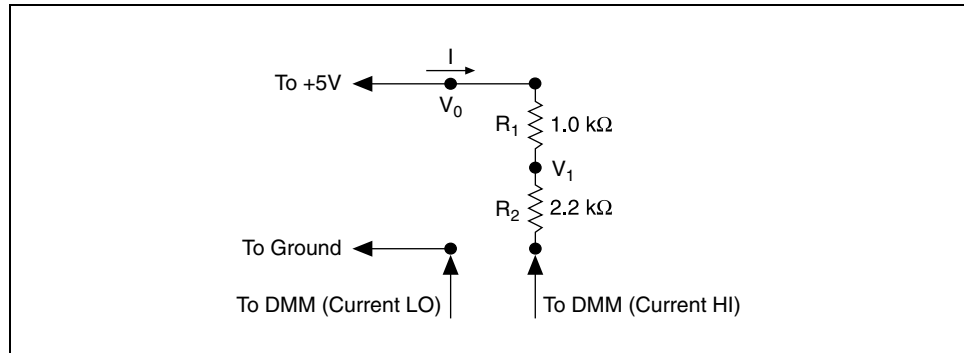 I
To +5V
V₀
R₁ 1.0 kΩ
V₁
R₂ 2.2 kΩ
To Ground
To DMM (Current LO) To DMM (Current HI)